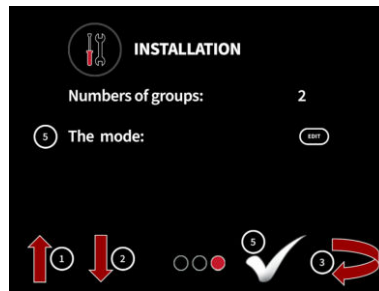 INSTALLATION
Numbers of groups: 2
5 The mode: EDIT
1 2 5 3